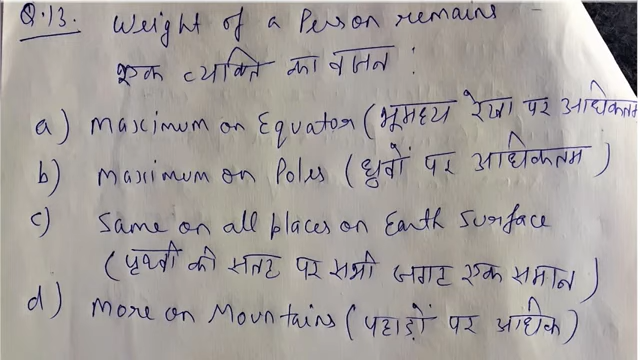 Q.13. Weight of a Person remains -
एक व्यक्ति का वजन :
a) Maximum on Equator (भूमध्य रेखा पर अधिकतम
b) Maximum on Poles (ध्रुवों पर अधिकतम)
c) Same on all places on Earth Surface
(पृथ्वी की सतह पर सभी जगह एक समान)
d) More on Mountains (पहाड़ों पर अधिक)